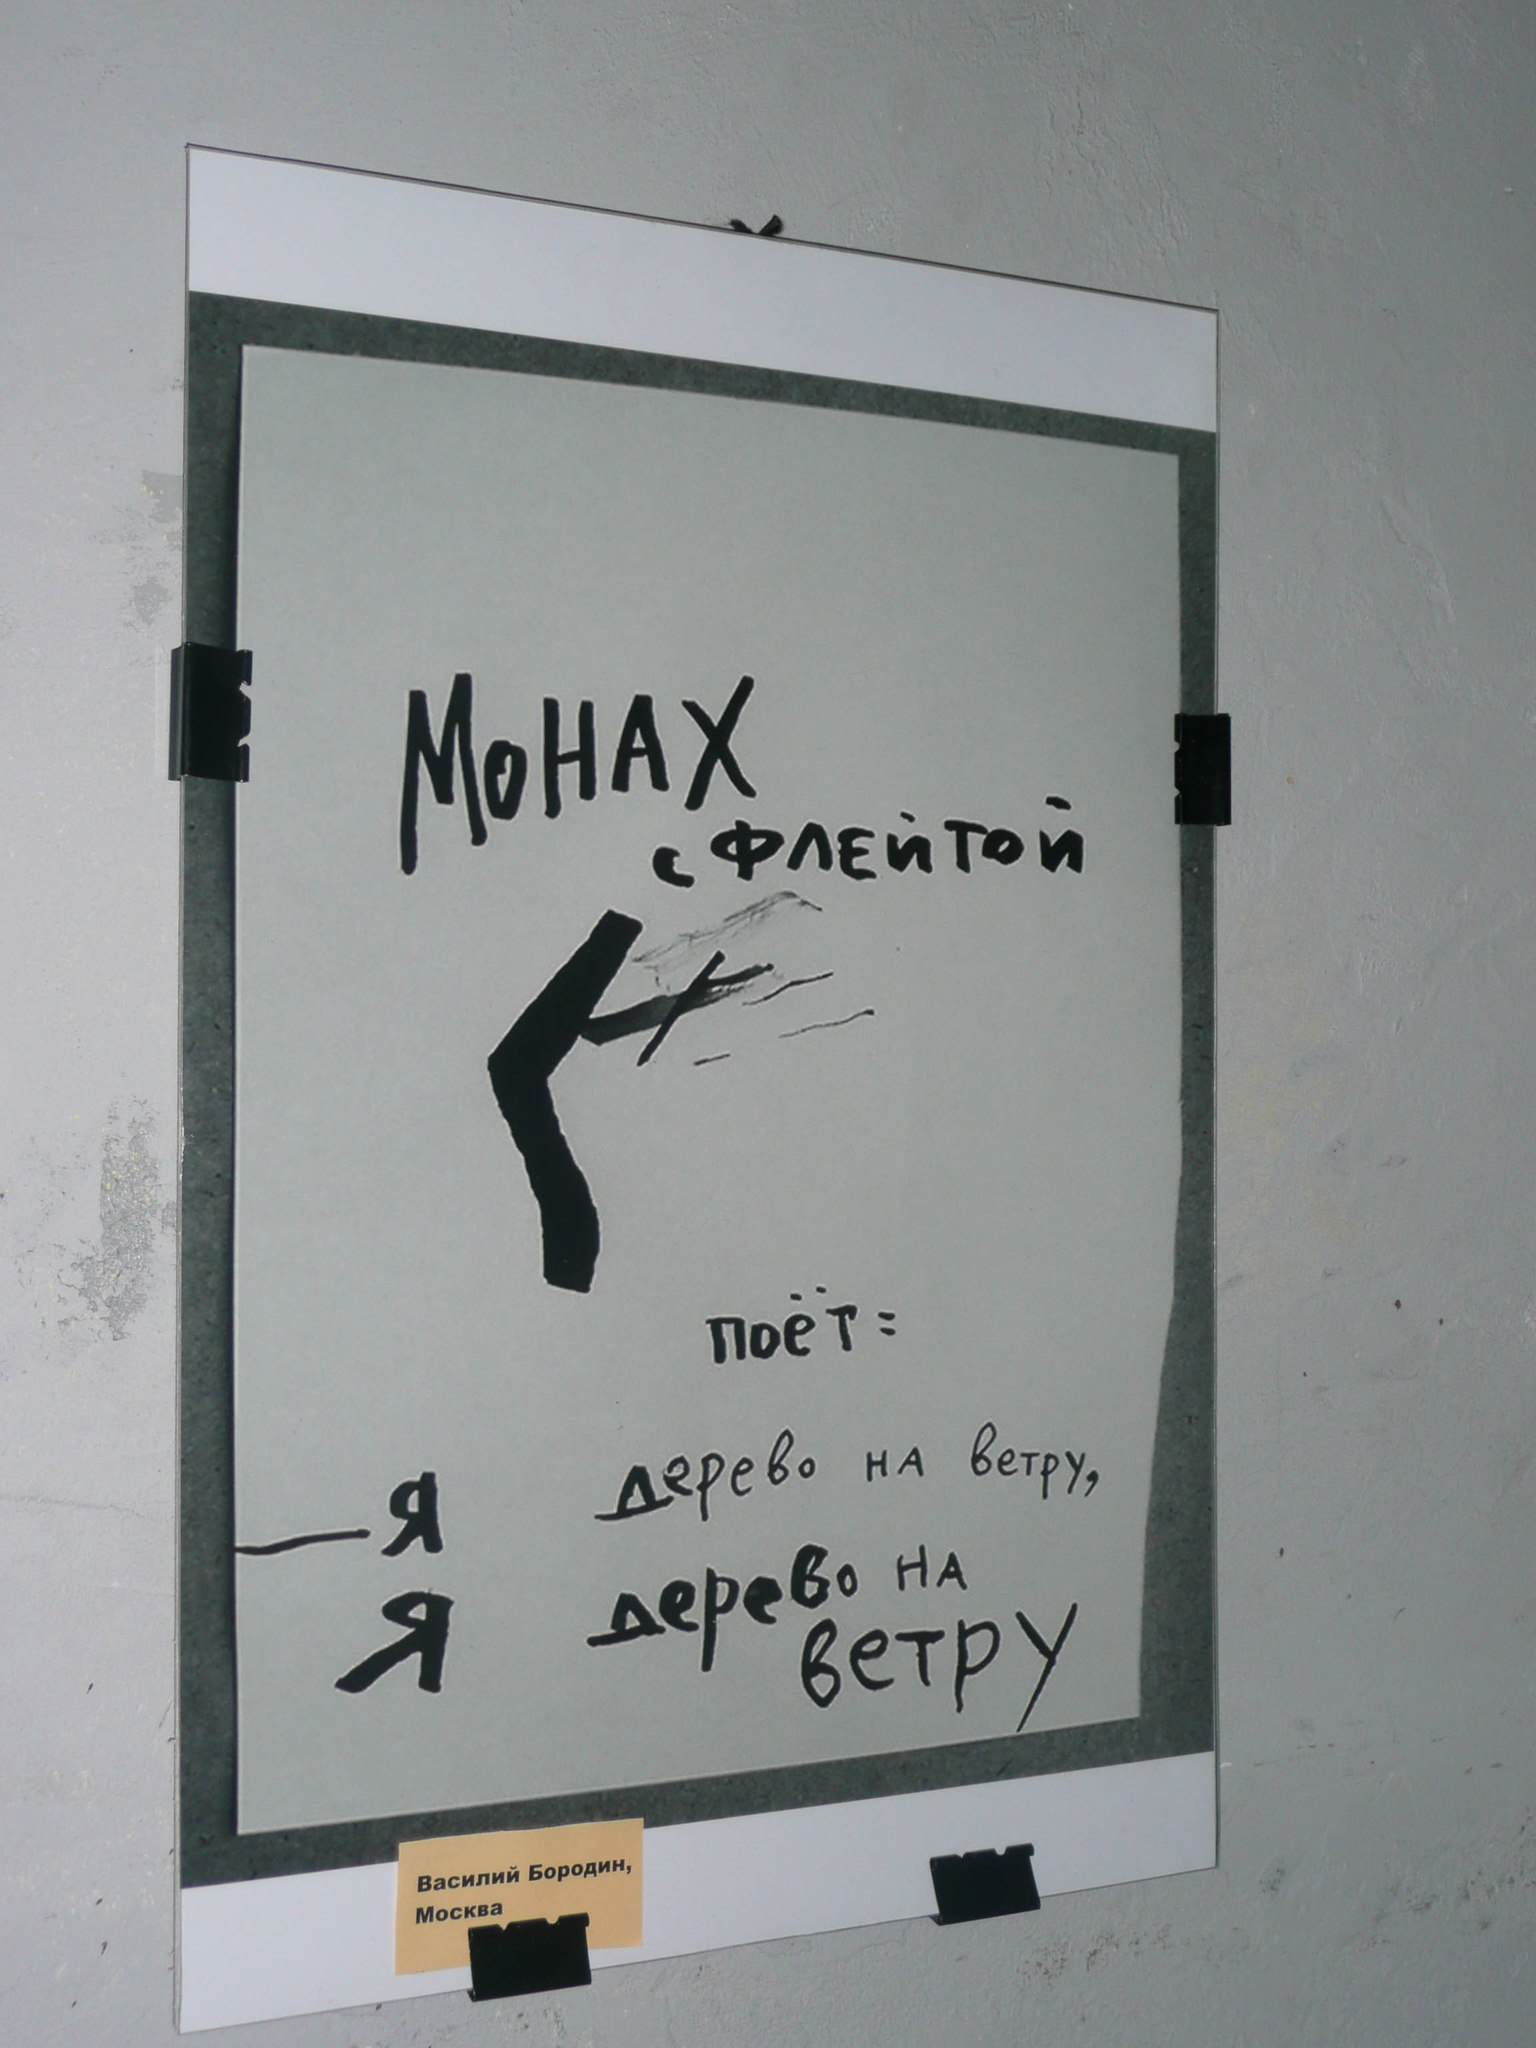 МОНАХ
с ФЛЕЙТОЙ
поёт:
— Я дерево на ветру,
Я дерево на
ветру
Василий Бородин,
Москва